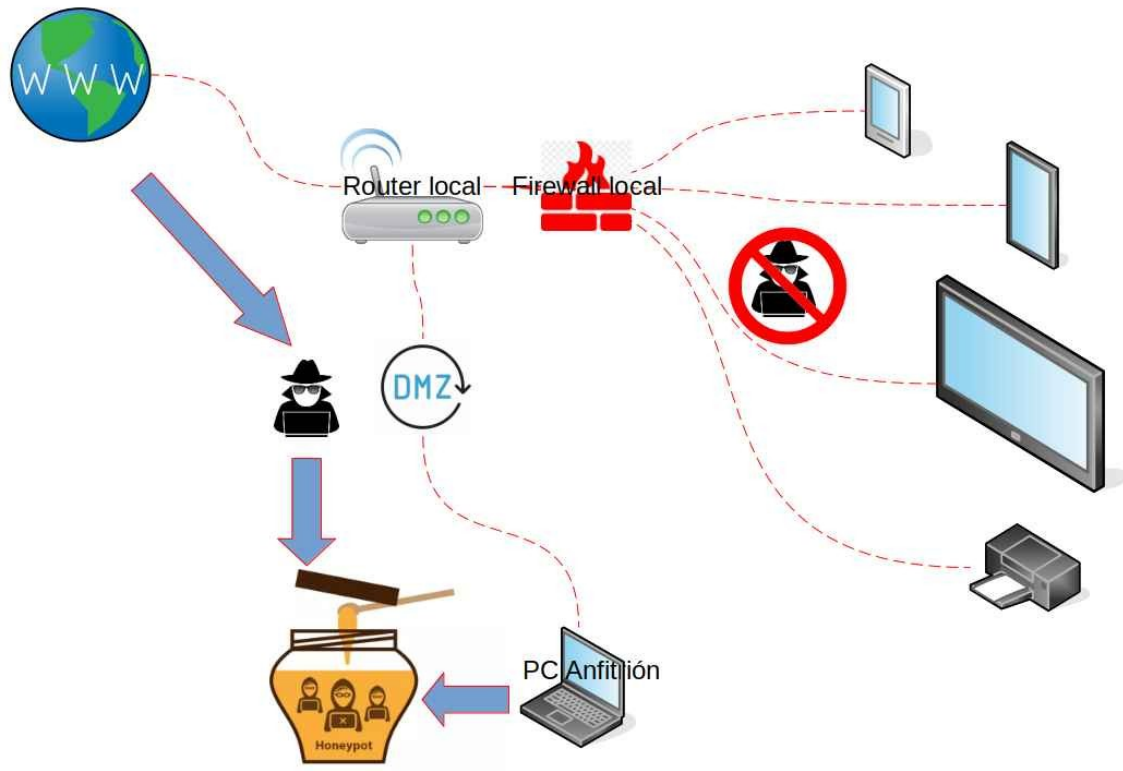 W W W
Router local
Firewall local
DMZ
PC Anfitrión
Honeypot